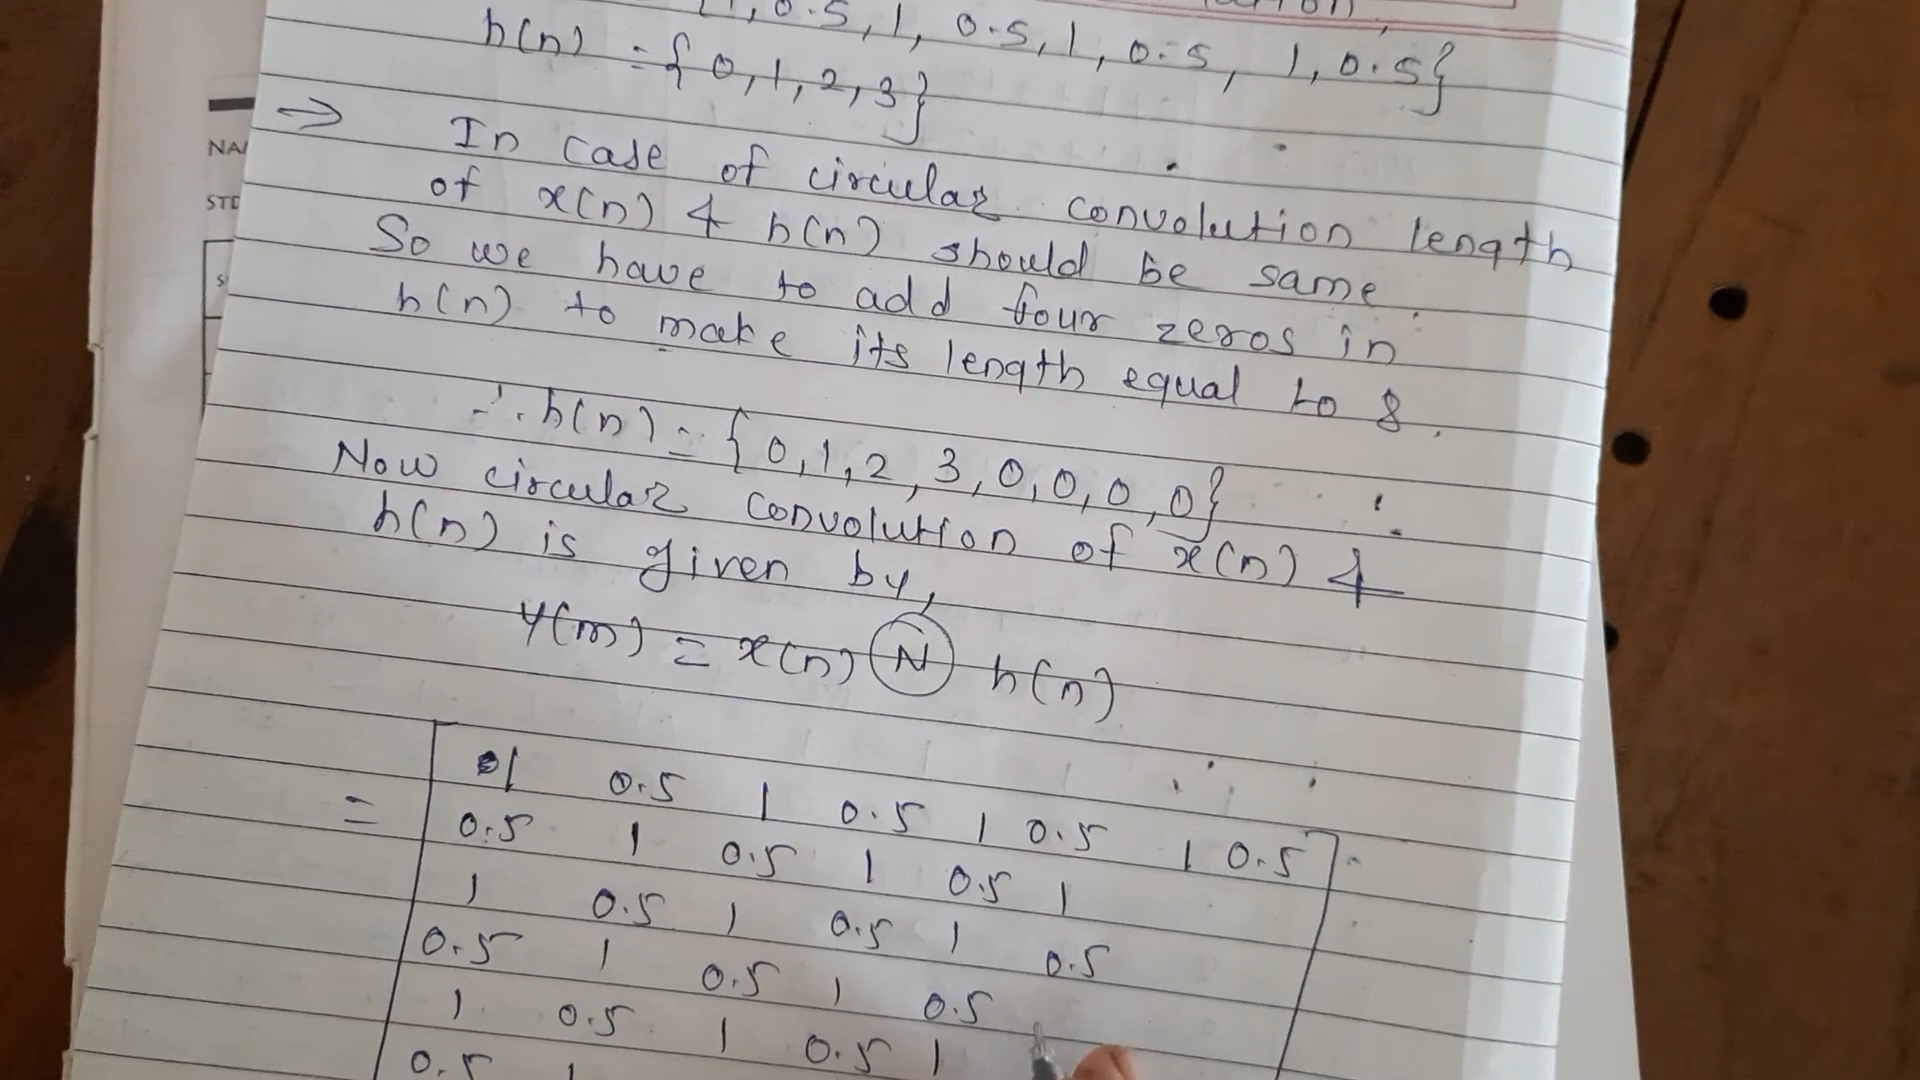 1, 0.5, 1, 0.5, 1, 0.5, 1, 0.5}
h(n) = {0, 1, 2, 3}
⇒ In case of circular convolution length
of x(n) & h(n) should be same
So we have to add four zeros in
h(n) to make its length equal to 8.
∴ h(n) = {0, 1, 2, 3, 0, 0, 0, 0}
Now circular convolution of x(n) &
h(n) is given by,
y(m) = x(n) Ⓝ h(n)
1 0.5 1 0.5 1 0.5 1 0.5
= 0.5 1 0.5 1 0.5 1
1 0.5 1 0.5 1 0.5
0.5 1 0.5 1 0.5
1 0.5 1 0.5 1
0.5 1
NA
STD
S